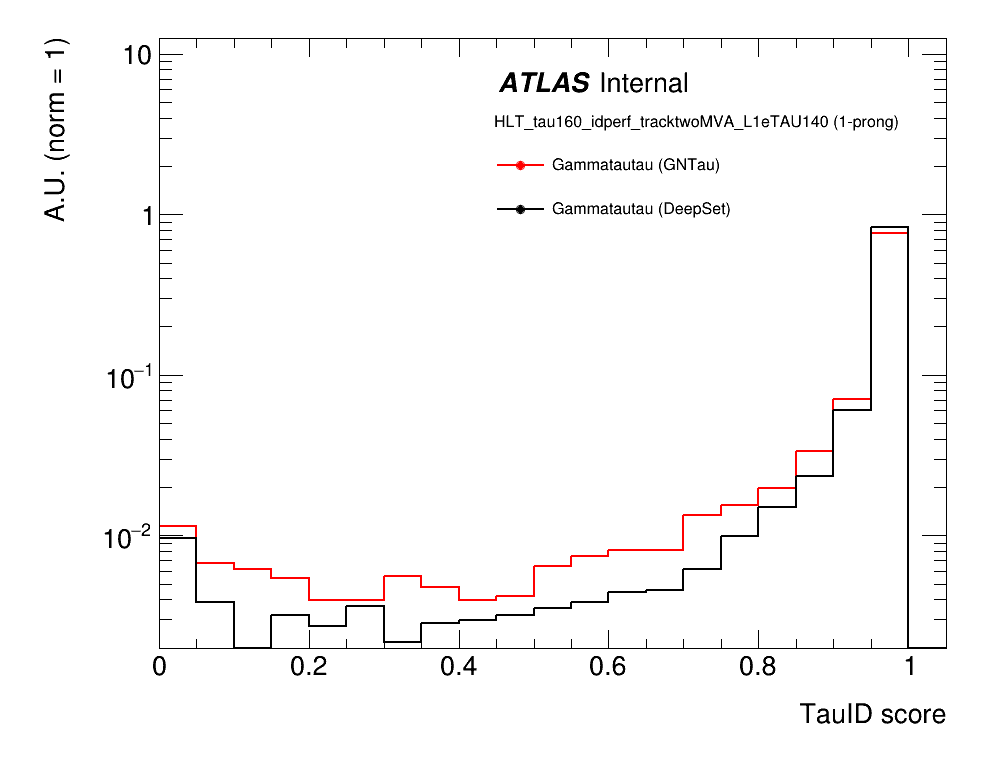 A.U. (norm = 1)
10
1
10⁻¹
10⁻²
ATLAS Internal
HLT_tau160_idperf_tracktwoMVA_L1eTAU140 (1-prong)
Gammatautau (GNTau)
Gammatautau (DeepSet)
0 0.2 0.4 0.6 0.8 1
TauID score